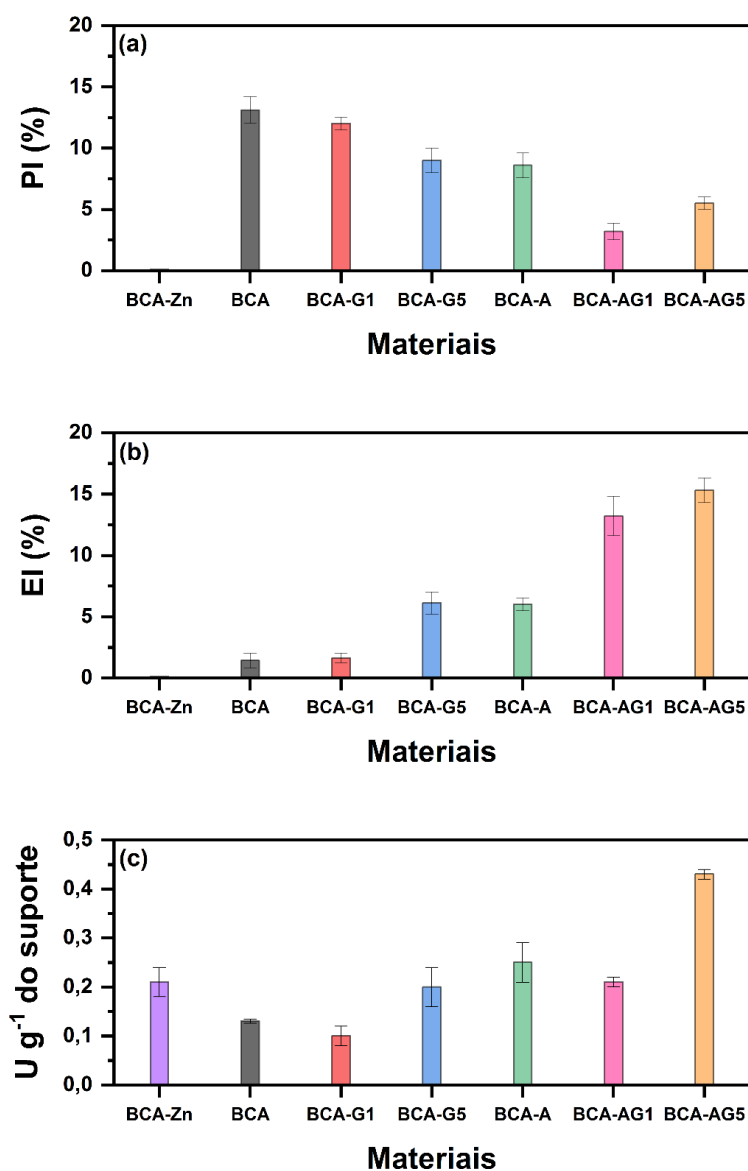 (a)
PI (%)
20
15
10
5
0
BCA-Zn BCA BCA-G1 BCA-G5 BCA-A BCA-AG1 BCA-AG5
Materiais
(b)
EI (%)
20
15
10
5
0
BCA-Zn BCA BCA-G1 BCA-G5 BCA-A BCA-AG1 BCA-AG5
Materiais
(c)
U g⁻¹ do suporte
0,5
0,4
0,3
0,2
0,1
0,0
BCA-Zn BCA BCA-G1 BCA-G5 BCA-A BCA-AG1 BCA-AG5
Materiais